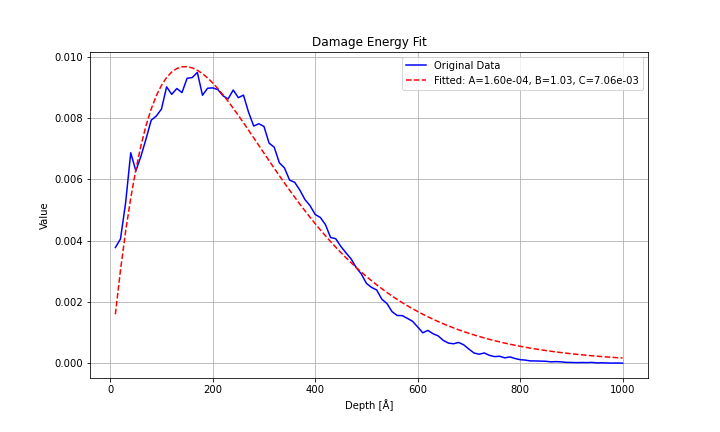 Damage Energy Fit
Original Data
Fitted: A=1.60e-04, B=1.03, C=7.06e-03
Value
0.010
0.008
0.006
0.004
0.002
0.000
0
200
400
600
800
1000
Depth [Å]